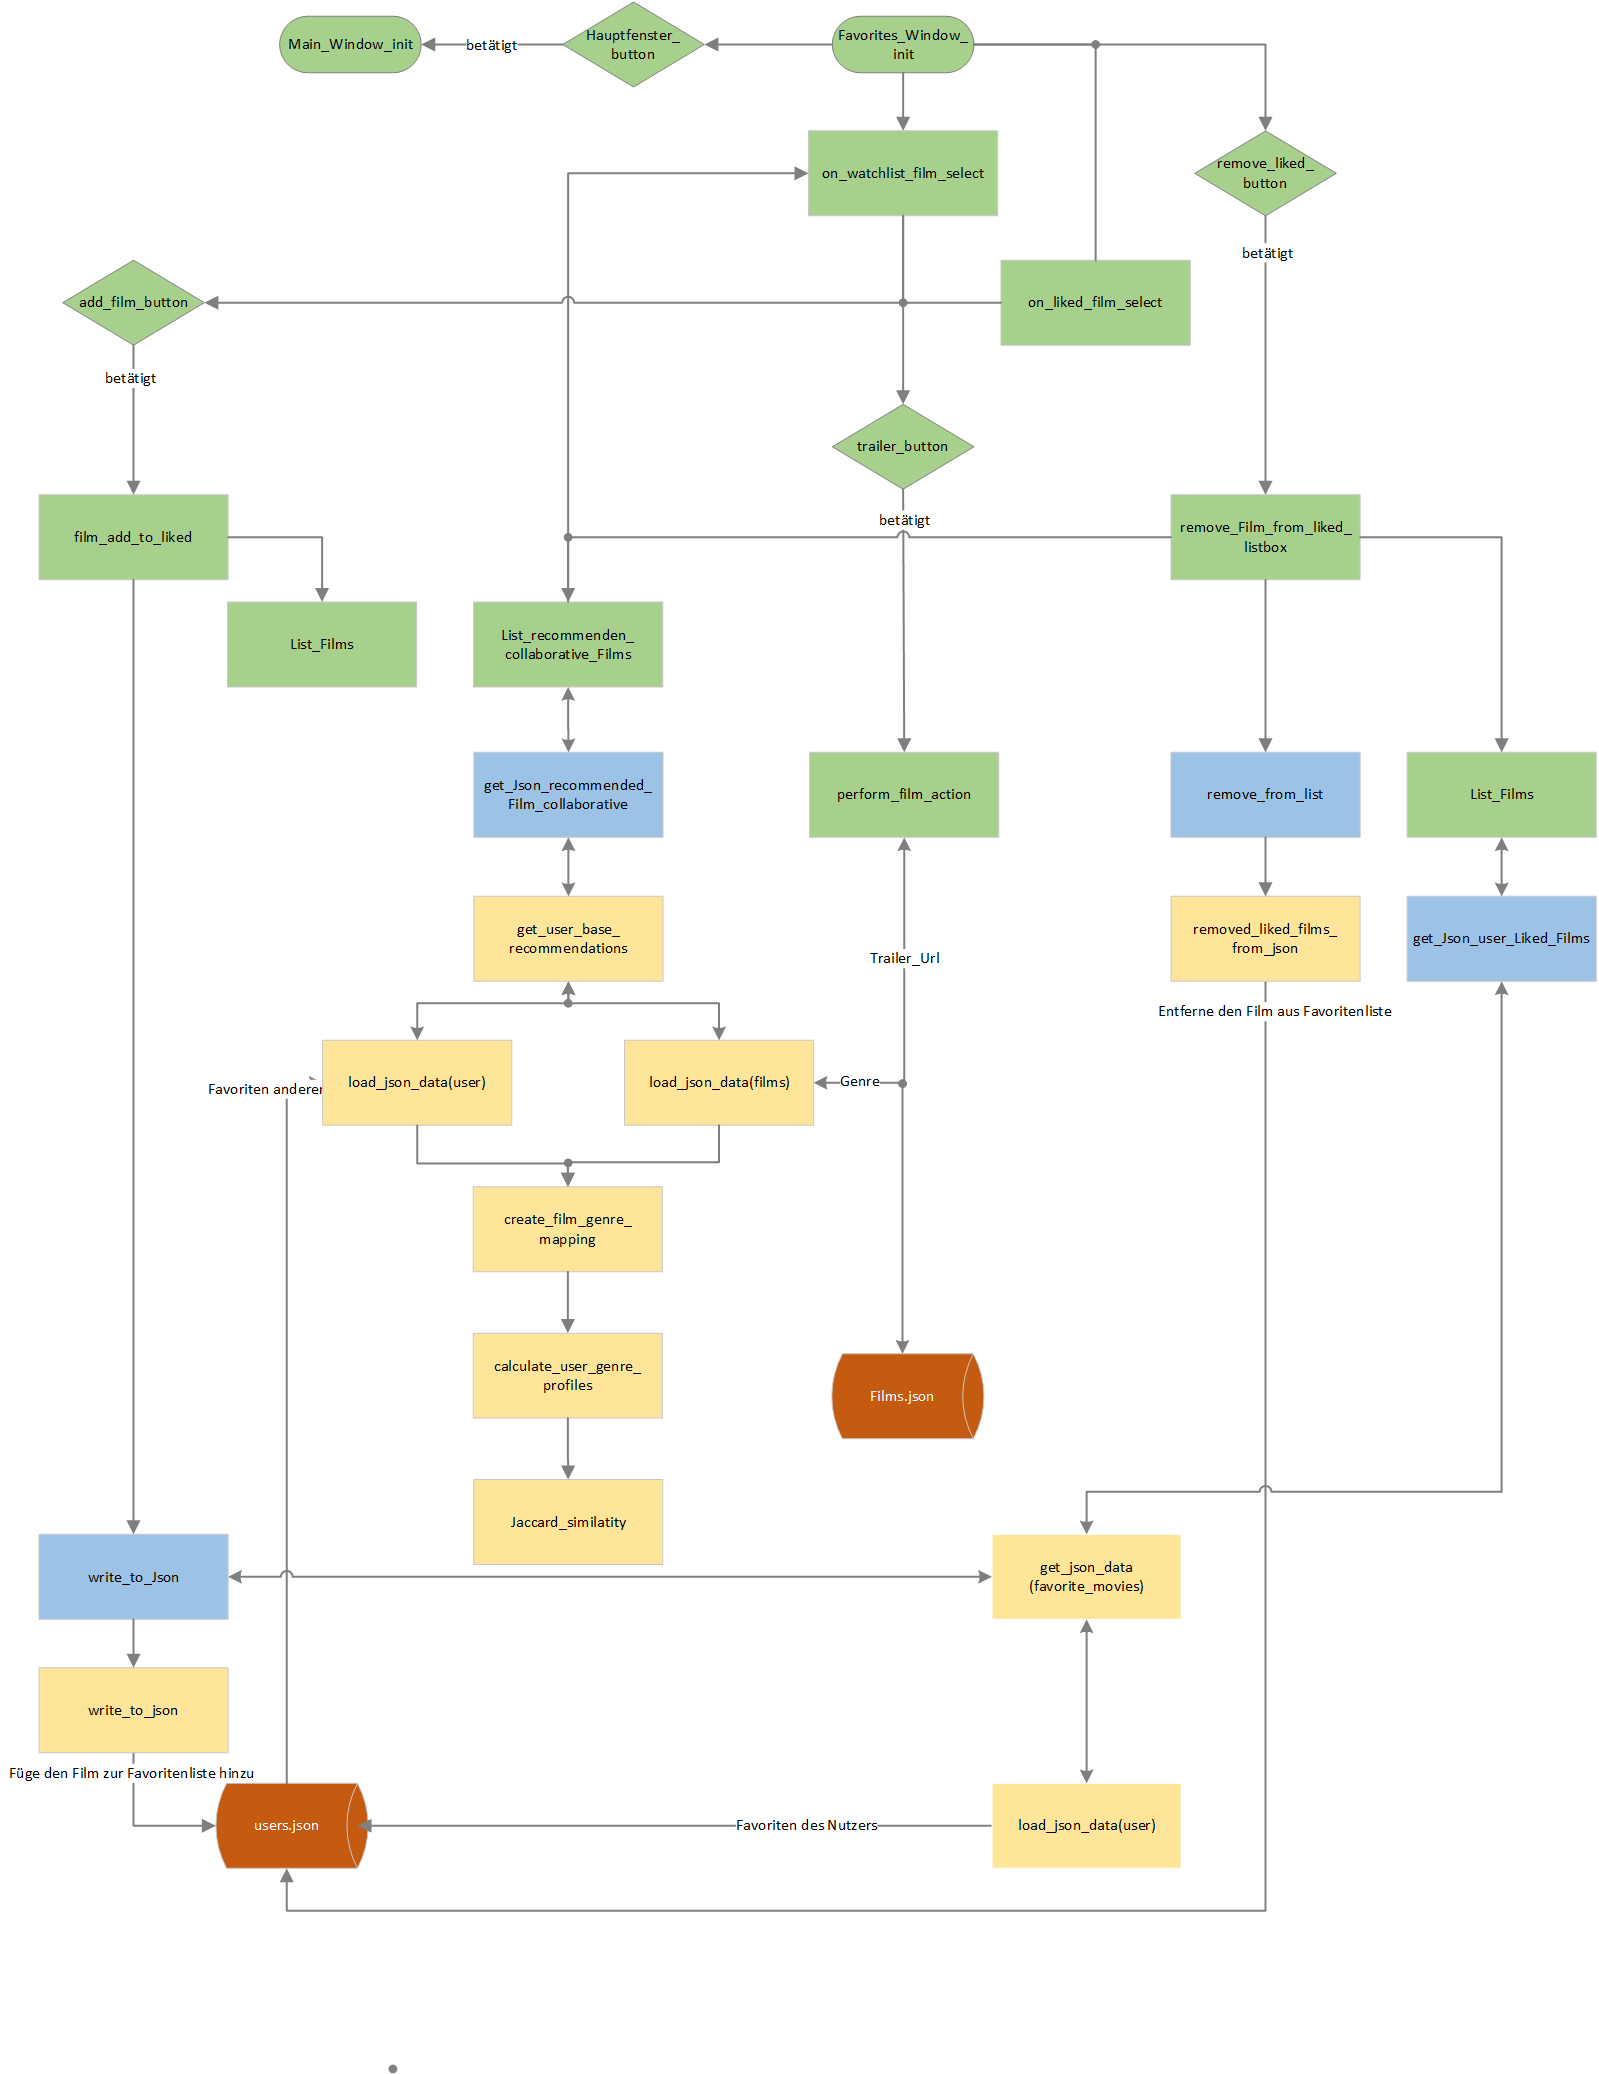 Main_Window_init
betätigt
Hauptfenster_
button
Favorites_Window_
init
on_watchlist_film_select
remove_liked_
button
betätigt
add_film_button
on_liked_film_select
betätigt
trailer_button
betätigt
film_add_to_liked
remove_Film_from_liked_
listbox
List_Films
List_recommenden_
collaborative_Films
get_Json_recommended_
Film_collaborative
perform_film_action
remove_from_list
List_Films
get_user_base_
recommendations
removed_liked_films_
from_json
get_Json_user_Liked_Films
Trailer_Url
Entferne den Film aus Favoritenliste
Favoriten anderer
load_json_data(user)
load_json_data(films)
Genre
create_film_genre_
mapping
calculate_user_genre_
profiles
Films.json
Jaccard_similatity
write_to_Json
get_json_data
(favorite_movies)
write_to_json
Füge den Film zur Favoritenliste hinzu
users.json
Favoriten des Nutzers
load_json_data(user)